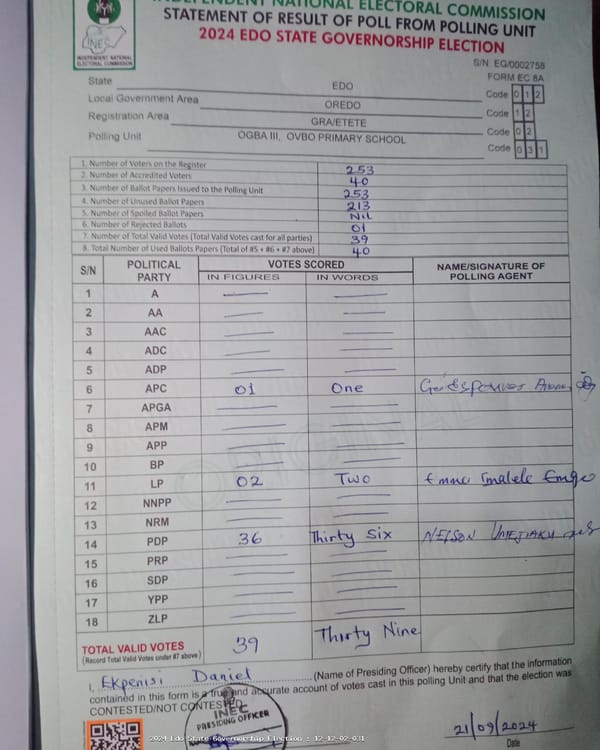 INDEPENDENT NATIONAL ELECTORAL COMMISSION
STATEMENT OF RESULT OF POLL FROM POLLING UNIT
2024 EDO STATE GOVERNORSHIP ELECTION
INEC
INDEPENDENT NATIONAL
ELECTORAL COMMISSION
S/N EG/0002758
FORM EC 8A
State EDO Code 0 1 2
Local Government Area OREDO Code 1 2
Registration Area GRA/ETETE Code 0 2
Polling Unit OGBA III, OVBO PRIMARY SCHOOL Code 0 3 1
1. Number of Voters on the Register 253
2. Number of Accredited Voters 40
3. Number of Ballot Papers Issued to the Polling Unit 253
4. Number of Unused Ballot Papers 213
5. Number of Spoiled Ballot Papers Nil
6. Number of Rejected Ballots 01
7. Number of Total Valid Votes (Total Valid Votes cast for all parties) 39
8. Total Number of Used Ballots Papers (Total of #5 + #6 + #7 above) 40
S/N POLITICAL PARTY VOTES SCORED NAME/SIGNATURE OF POLLING AGENT
IN FIGURES IN WORDS
1 A
2 AA
3 AAC
4 ADC
5 ADP
6 APC 01 One
7 APGA
8 APM
9 APP
10 BP
11 LP 02 Two
12 NNPP
13 NRM
14 PDP 36 Thirty Six NELSON
15 PRP
16 SDP
17 YPP
18 ZLP
TOTAL VALID VOTES 39 Thirty Nine
(Record Total Valid Votes under #7 above)
I, Ekpenisi Daniel (Name of Presiding Officer) hereby certify that the information
contained in this form is a true and accurate account of votes cast in this polling Unit and that the election was
CONTESTED/NOT CONTESTED
INEC
PRESIDING OFFICER
21/09/2024
Date
2024 Edo State Governorship Election : 12-12-02-031